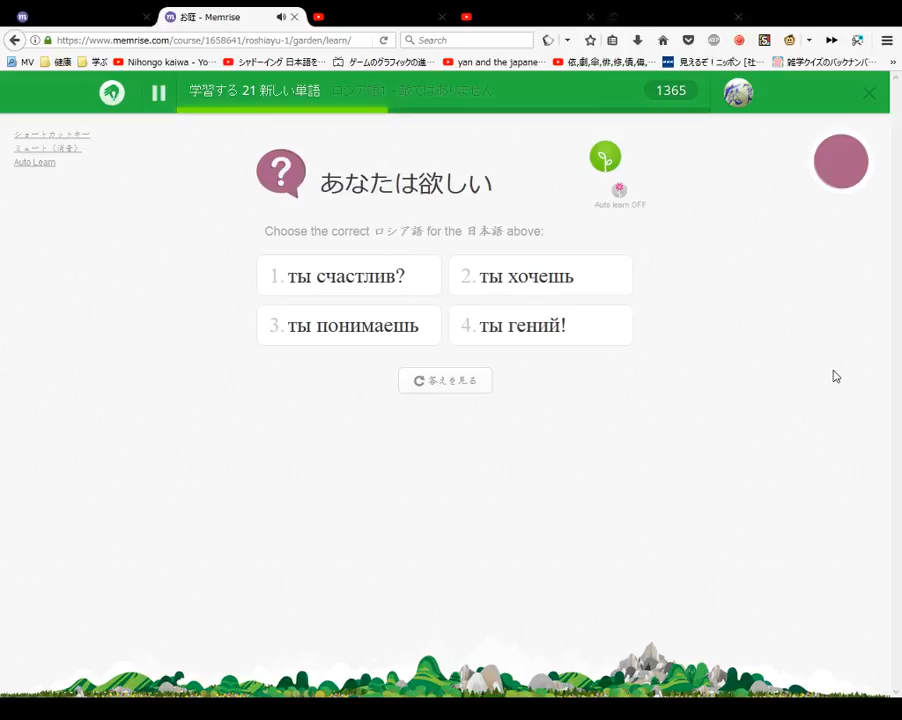 お庭 - Memrise
https://www.memrise.com/course/1658641/roshiayu-1/garden/learn/
Search
MV 健康 学ぶ Nihongo kaiwa - Yo… シャドーイング 日本語を… ゲームのグラフィックの進… yan and the japane… 見えるぞ！ニッポン [社… 雑学クイズのバックナンバ…
学習する 21 新しい単語
1365
ショートカットキー
ミュート（消音）
Auto Learn
あなたは欲しい
Auto learn OFF
Choose the correct ロシア語 for the 日本語 above:
1. ты счастлив?
2. ты хочешь
3. ты понимаешь
4. ты гений!
答えを見る